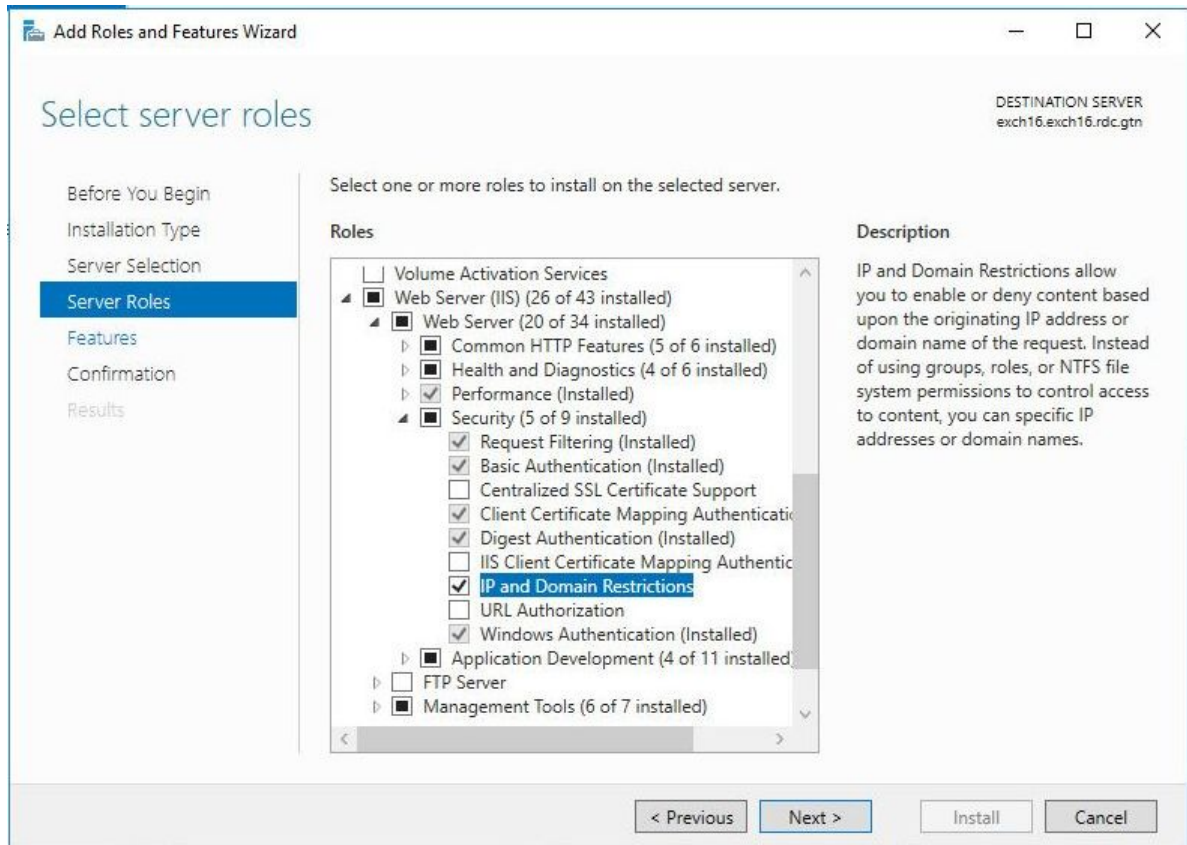 Add Roles and Features Wizard
Select server roles
DESTINATION SERVER
exch16.exch16.rdc.gtn
Before You Begin
Installation Type
Server Selection
Server Roles
Features
Confirmation
Results
Select one or more roles to install on the selected server.
Roles
Volume Activation Services
Web Server (IIS) (26 of 43 installed)
Web Server (20 of 34 installed)
Common HTTP Features (5 of 6 installed)
Health and Diagnostics (4 of 6 installed)
Performance (Installed)
Security (5 of 9 installed)
Request Filtering (Installed)
Basic Authentication (Installed)
Centralized SSL Certificate Support
Client Certificate Mapping Authenticatic
Digest Authentication (Installed)
IIS Client Certificate Mapping Authentic
IP and Domain Restrictions
URL Authorization
Windows Authentication (Installed)
Application Development (4 of 11 installed)
FTP Server
Management Tools (6 of 7 installed)
Description
IP and Domain Restrictions allow
you to enable or deny content based
upon the originating IP address or
domain name of the request. Instead
of using groups, roles, or NTFS file
system permissions to control access
to content, you can specific IP
addresses or domain names.
< Previous
Next >
Install
Cancel